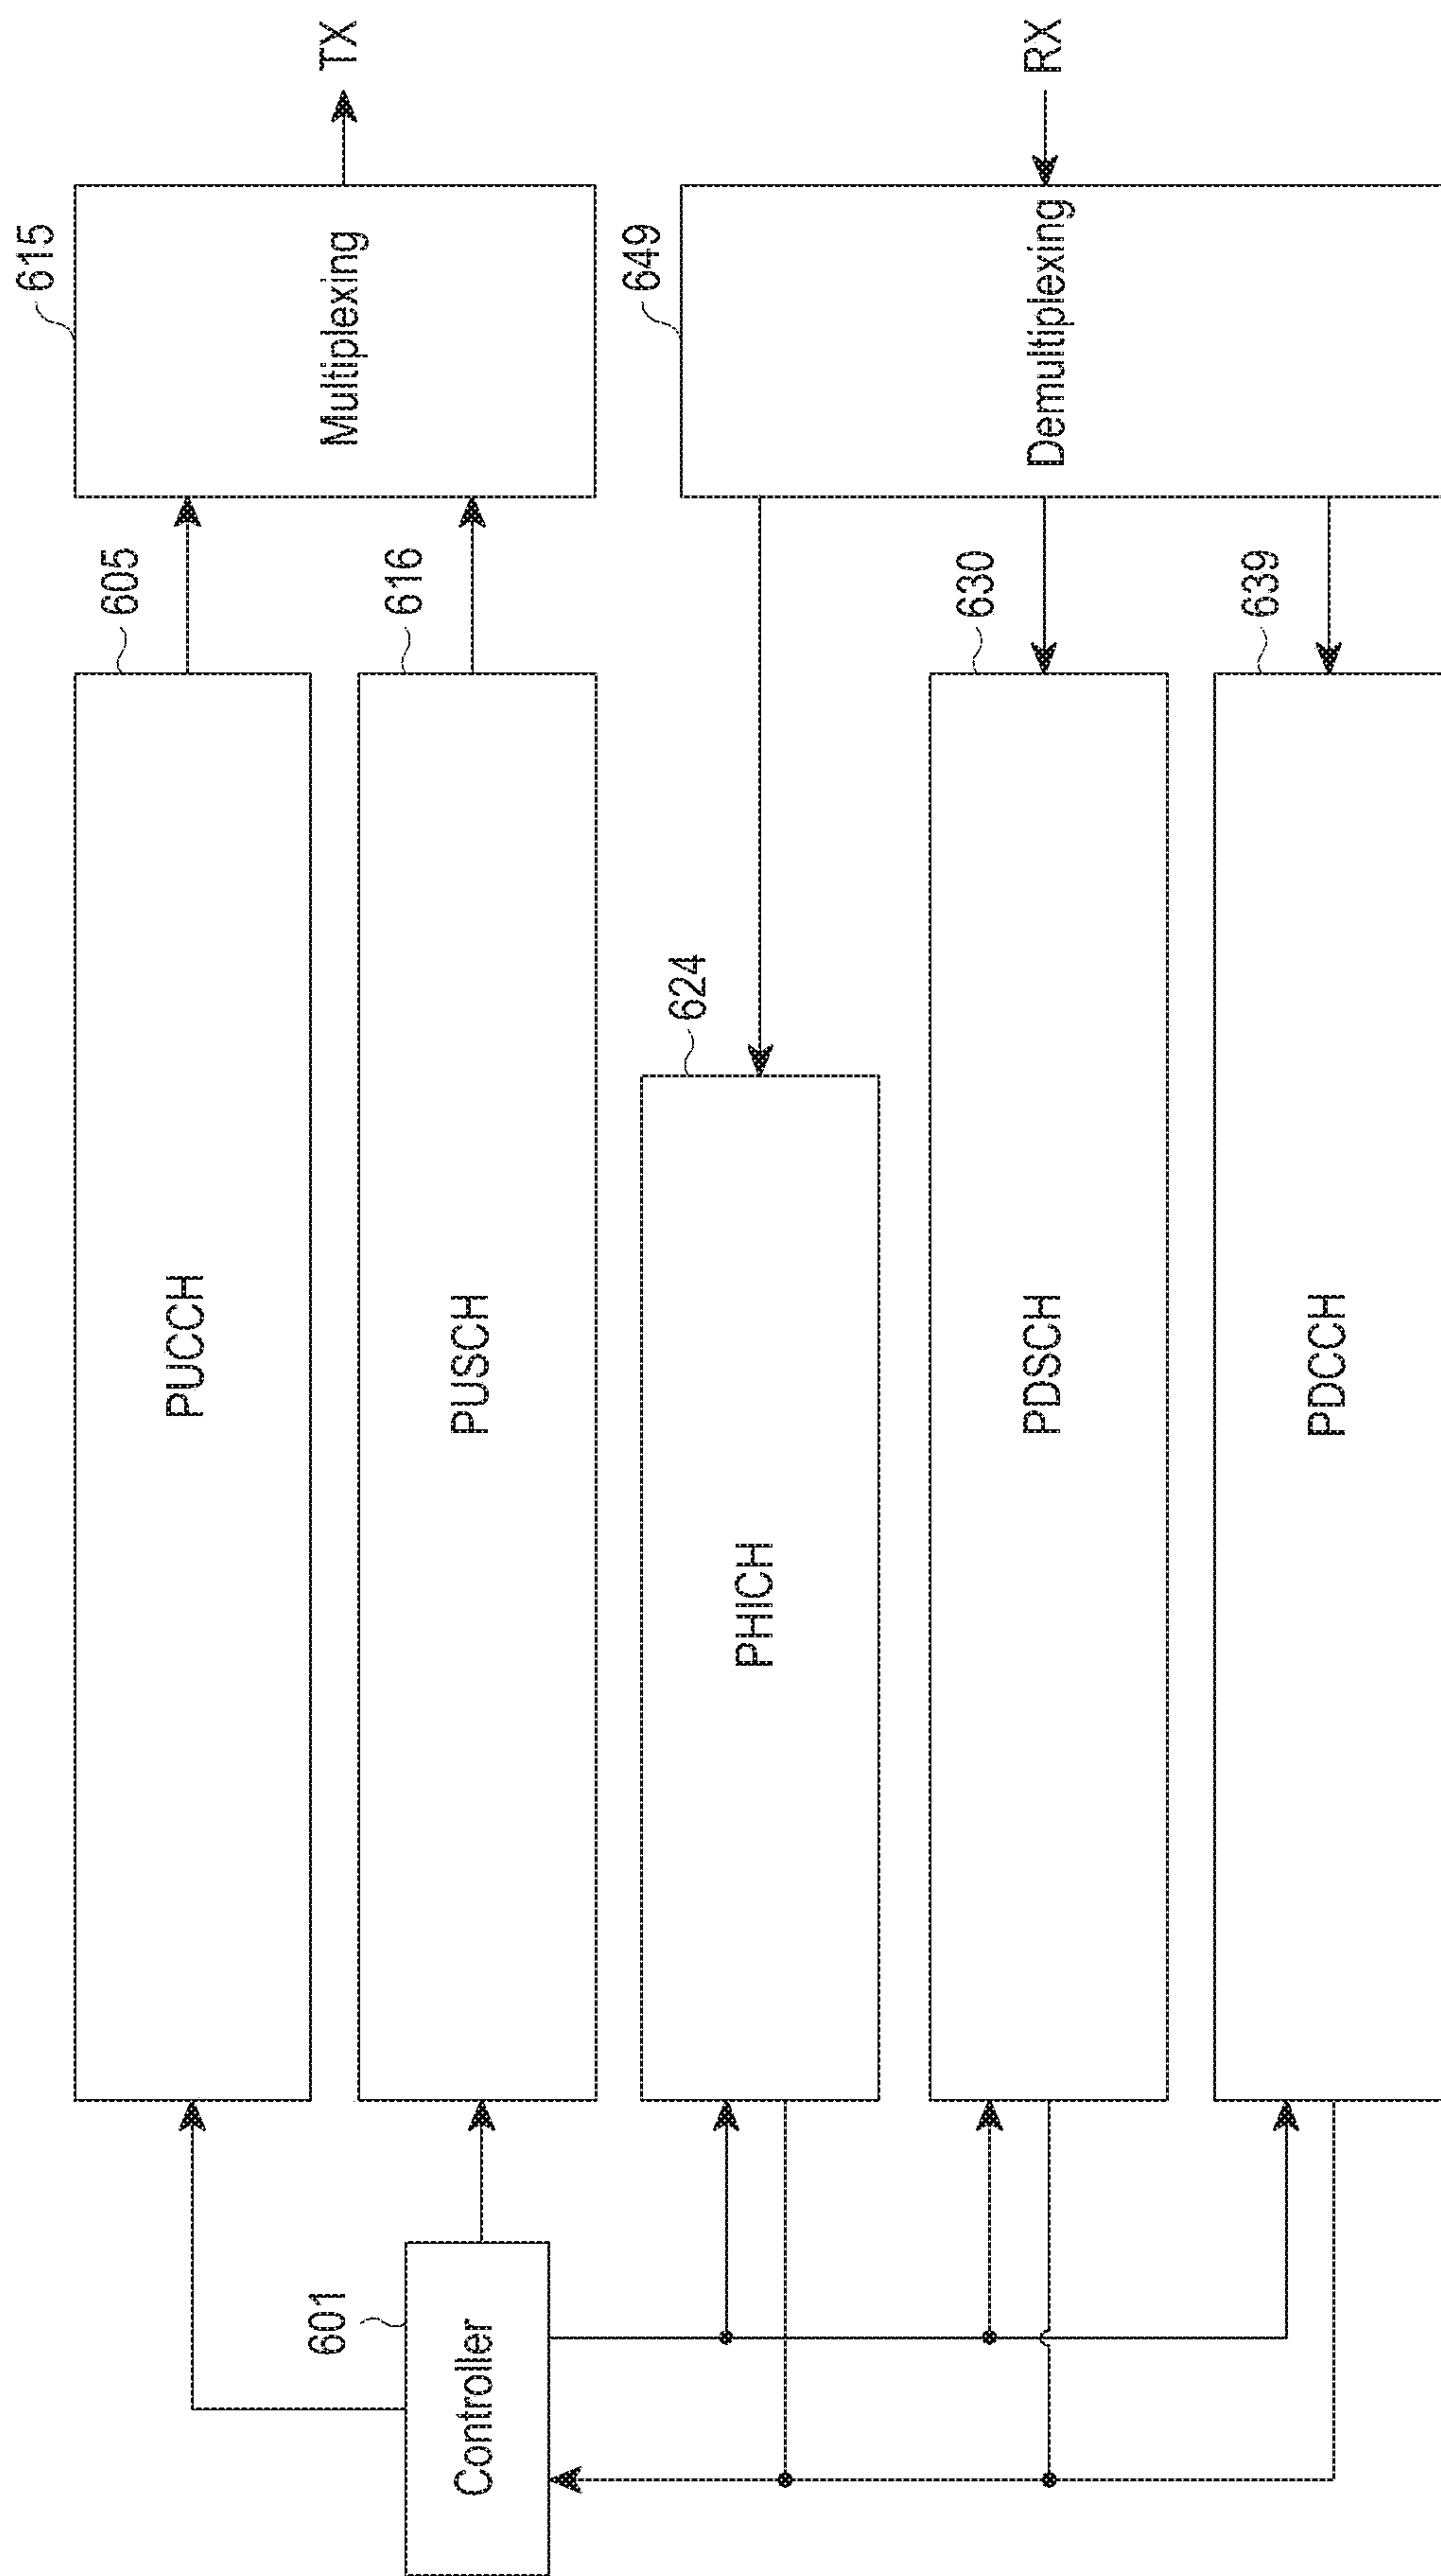 601
Controller
PUCCH
605
615
Multiplexing
TX
PUSCH
616
PHICH
624
649
Demultiplexing
RX
PDSCH
630
PDCCH
639